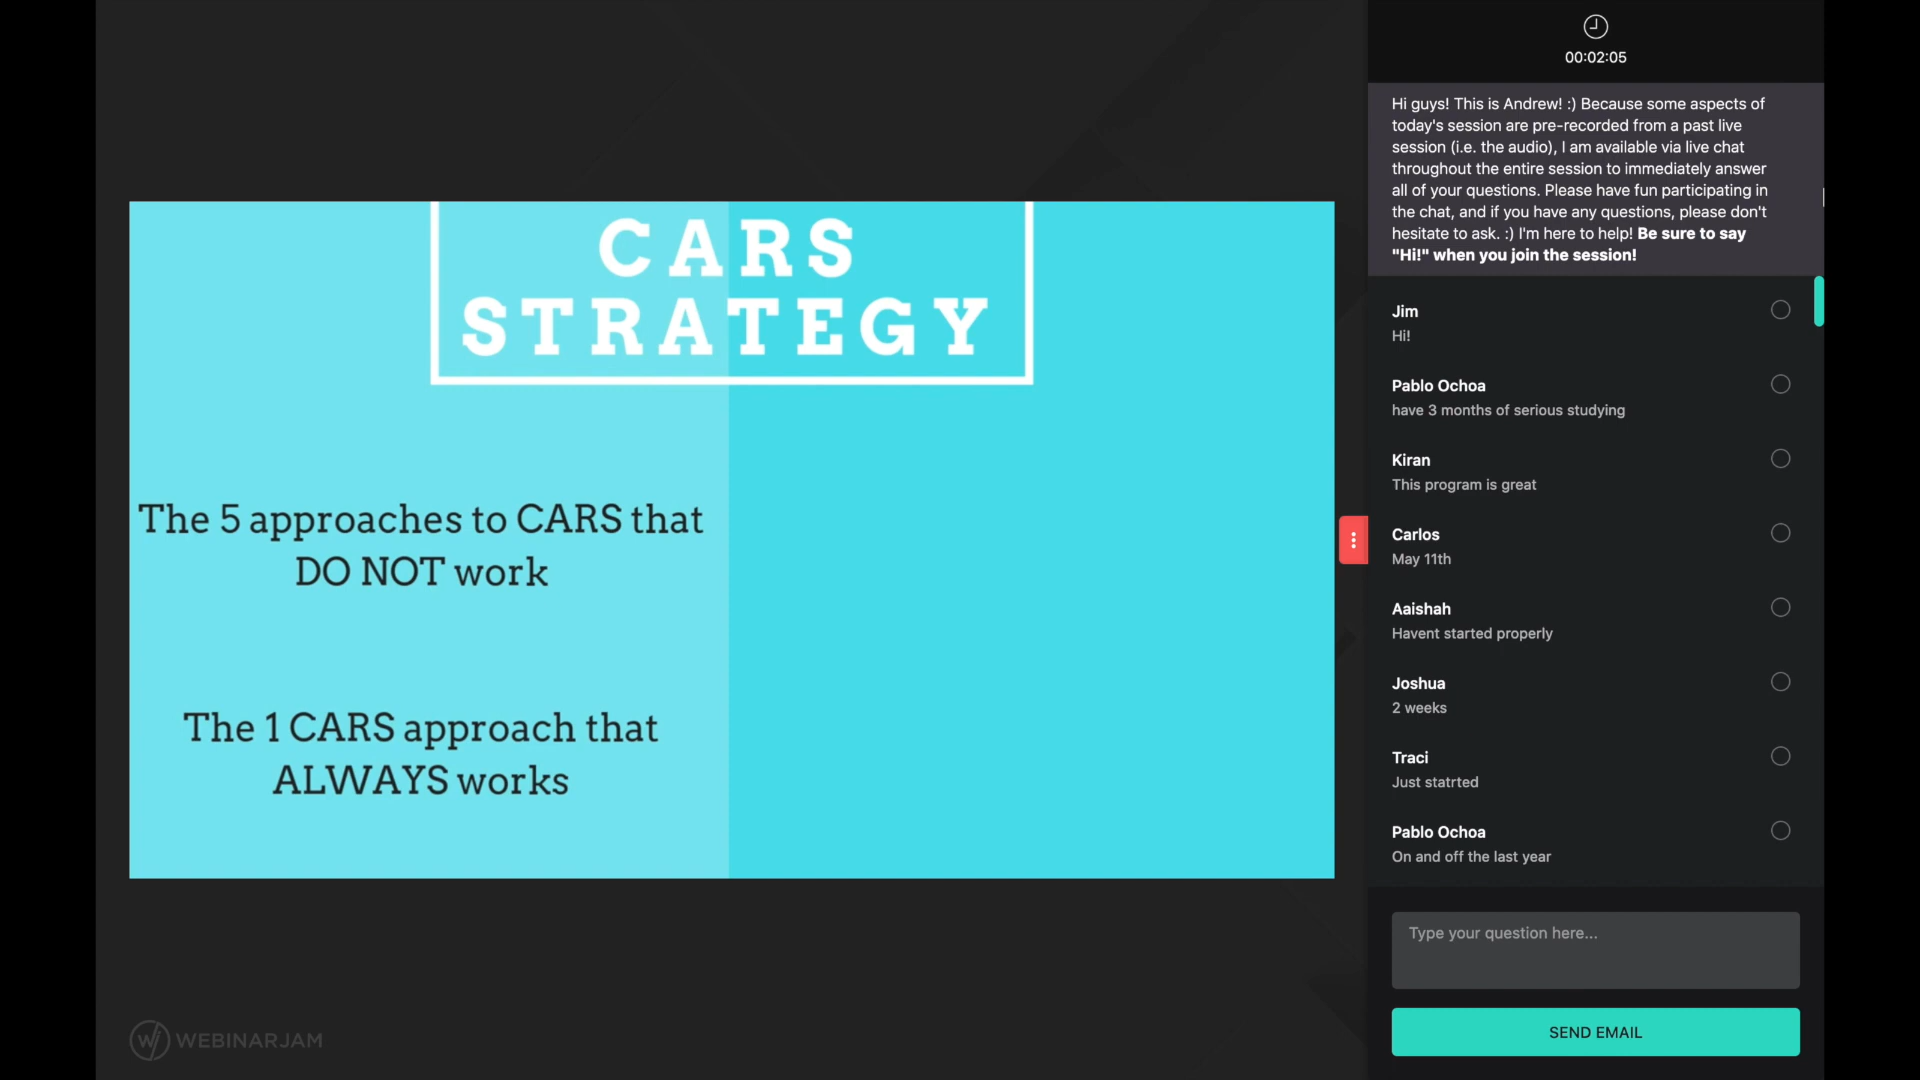 CARS
STRATEGY
The 5 approaches to CARS that
DO NOT work
The 1 CARS approach that
ALWAYS works
WEBINARJAM
00:02:05
Hi guys! This is Andrew! :) Because some aspects of
today's session are pre-recorded from a past live
session (i.e. the audio), I am available via live chat
throughout the entire session to immediately answer
all of your questions. Please have fun participating in
the chat, and if you have any questions, please don't
hesitate to ask. :) I'm here to help! Be sure to say
"Hi!" when you join the session!
Jim
Hi!
Pablo Ochoa
have 3 months of serious studying
Kiran
This program is great
Carlos
May 11th
Aaishah
Havent started properly
Joshua
2 weeks
Traci
Just statrted
Pablo Ochoa
On and off the last year
Type your question here...
SEND EMAIL